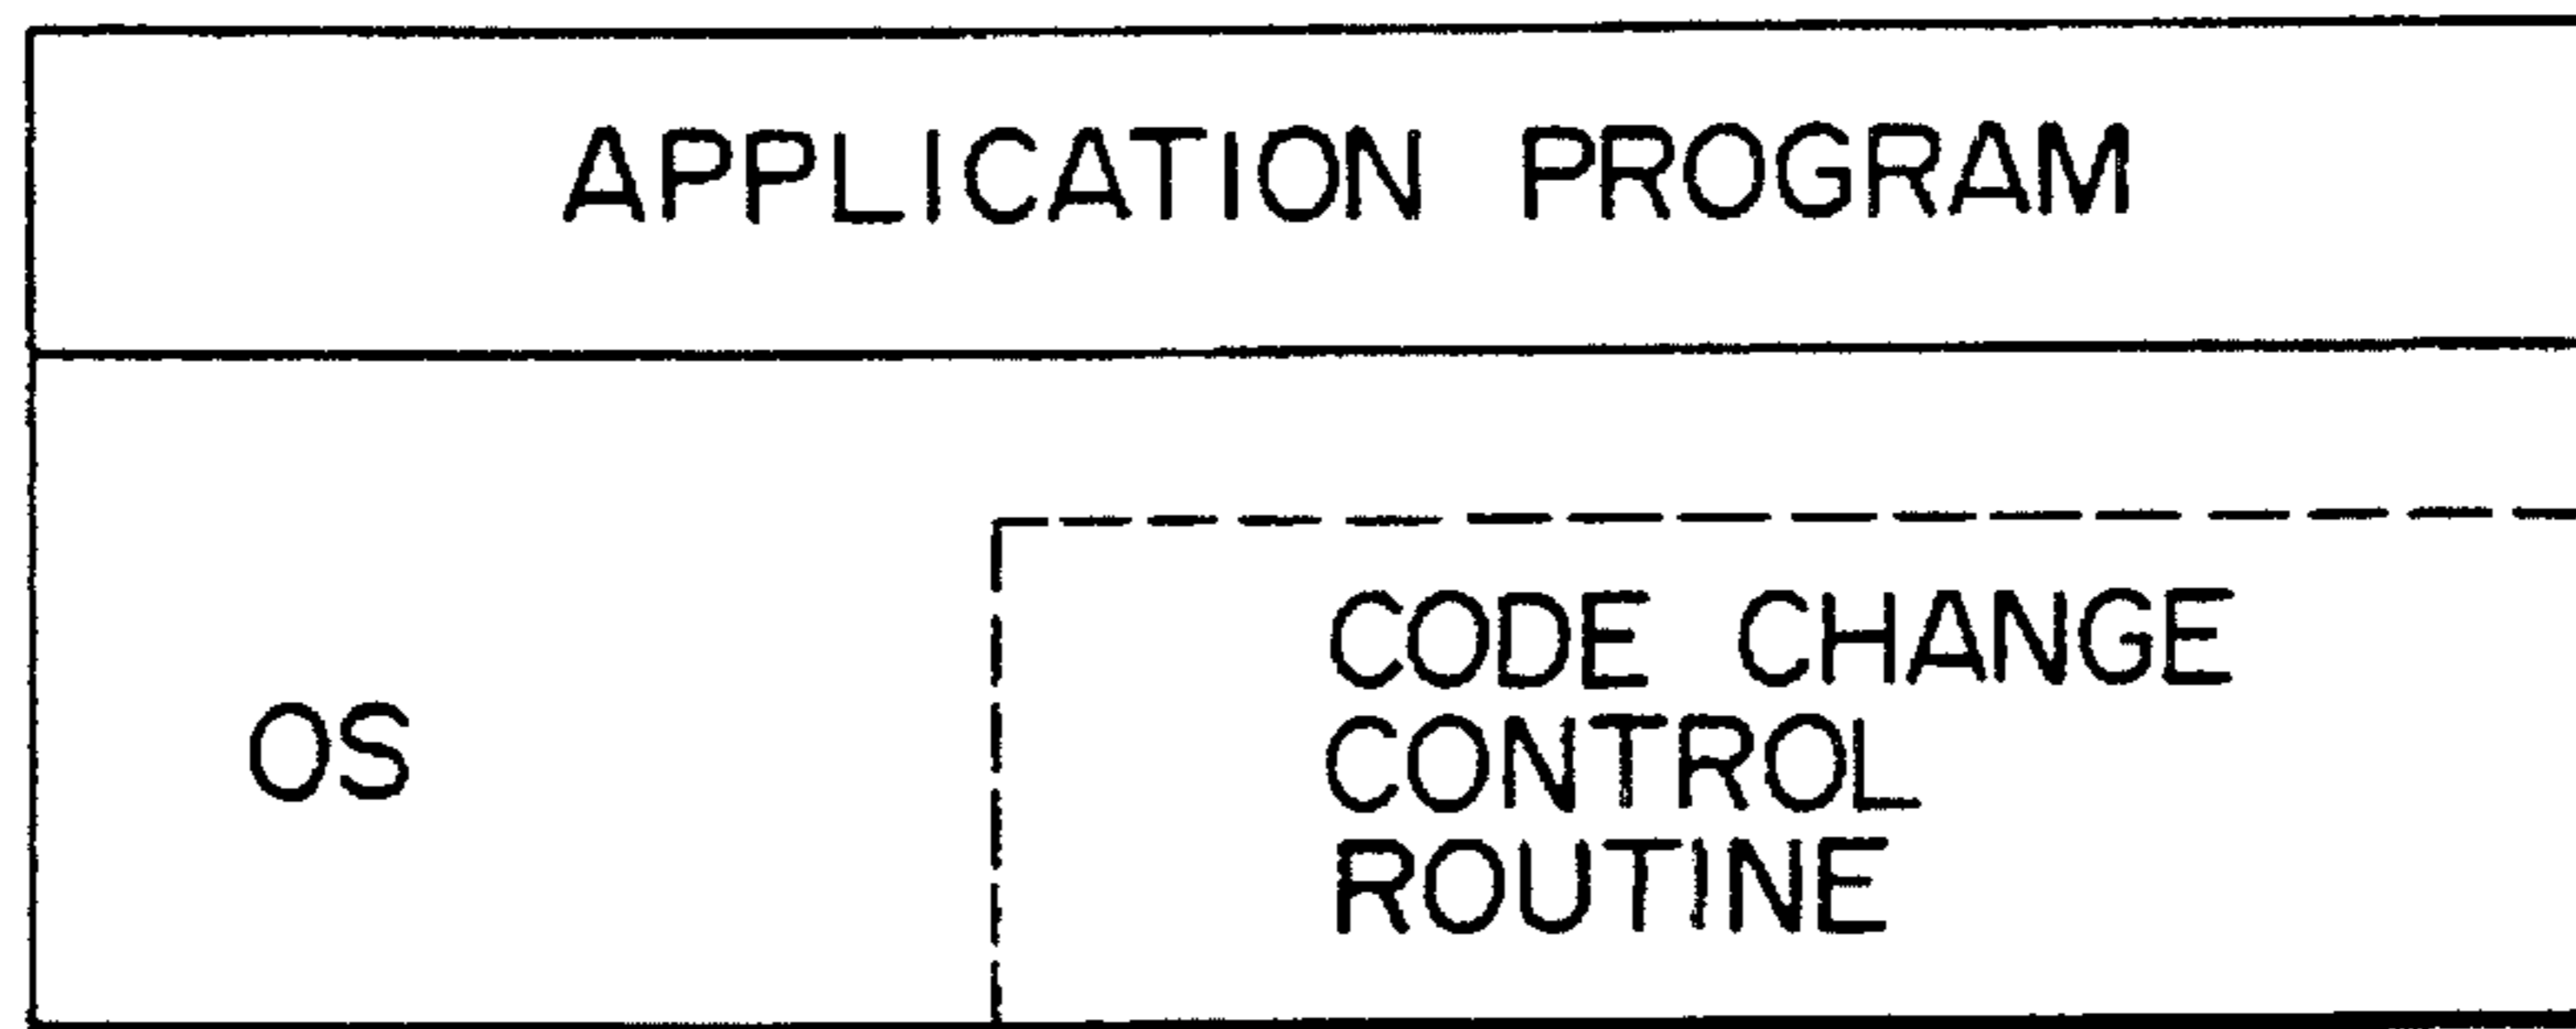 APPLICATION PROGRAM
OS
CODE CHANGE
CONTROL
ROUTINE